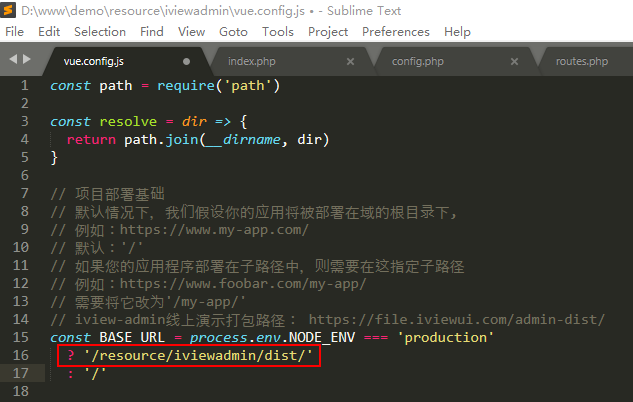 D:\www\demo\resource\iviewadmin\vue.config.js • - Sublime Text
File Edit Selection Find View Goto Tools Project Preferences Help
vue.config.js index.php config.php routes.php
1 const path = require('path')
2
3 const resolve = dir => {
4 return path.join(__dirname, dir)
5 }
6
7 // 项目部署基础
8 // 默认情况下，我们假设你的应用将被部署在域的根目录下,
9 // 例如：https://www.my-app.com/
10 // 默认：'/'
11 // 如果您的应用程序部署在子路径中，则需要在这指定子路径
12 // 例如：https://www.foobar.com/my-app/
13 // 需要将它改为'/my-app/'
14 // iview-admin线上演示打包路径： https://file.iviewui.com/admin-dist/
15 const BASE_URL = process.env.NODE_ENV === 'production'
16 ? '/resource/iviewadmin/dist/'
17 : '/'
18